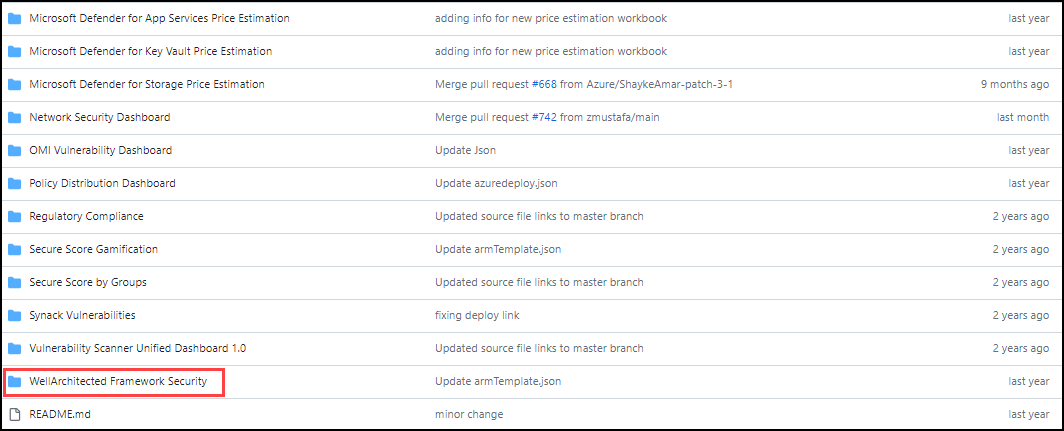 Microsoft Defender for App Services Price Estimation adding info for new price estimation workbook last year
Microsoft Defender for Key Vault Price Estimation adding info for new price estimation workbook last year
Microsoft Defender for Storage Price Estimation Merge pull request #668 from Azure/ShaykeAmar-patch-3-1 9 months ago
Network Security Dashboard Merge pull request #742 from zmustafa/main last month
OMI Vulnerability Dashboard Update Json last year
Policy Distribution Dashboard Update azuredeploy.json last year
Regulatory Compliance Updated source file links to master branch 2 years ago
Secure Score Gamification Update armTemplate.json 2 years ago
Secure Score by Groups Updated source file links to master branch 2 years ago
Synack Vulnerabilities fixing deploy link 2 years ago
Vulnerability Scanner Unified Dashboard 1.0 Updated source file links to master branch 2 years ago
WellArchitected Framework Security Update armTemplate.json last year
README.md minor change last year